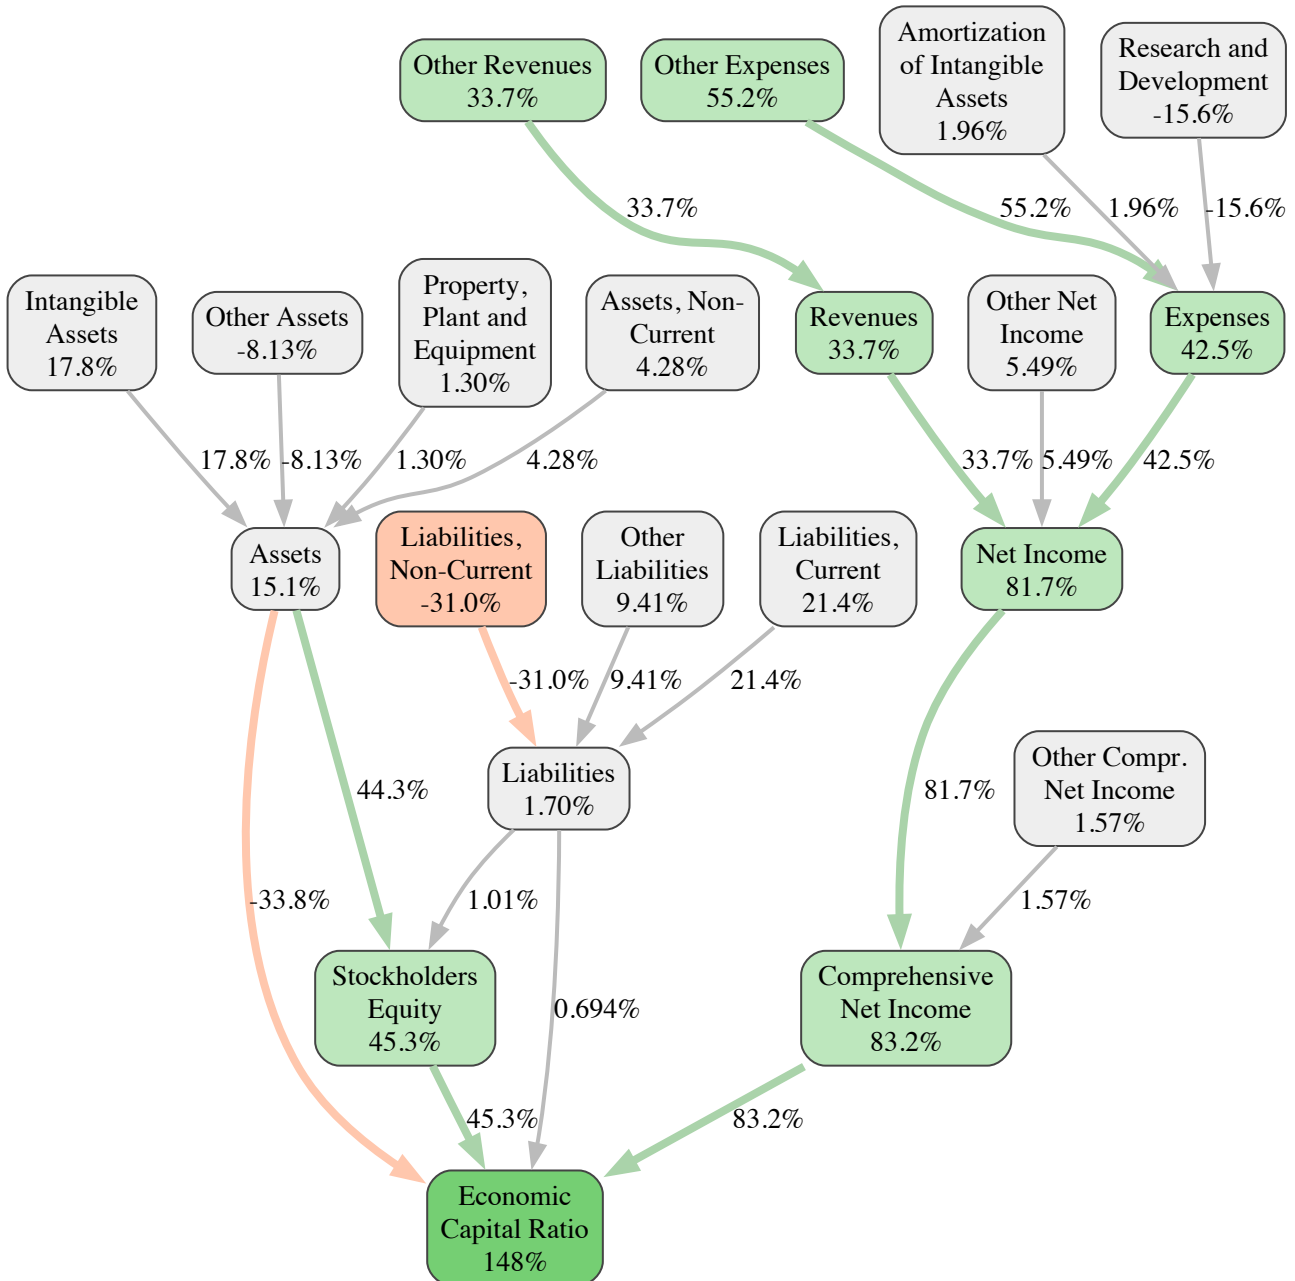 Other Revenues
33.7%
Other Expenses
55.2%
Amortization
of Intangible
Assets
1.96%
Research and
Development
-15.6%
33.7%
55.2%
1.96%
-15.6%
Intangible
Assets
17.8%
Other Assets
-8.13%
Property,
Plant and
Equipment
1.30%
Assets, Non-
Current
4.28%
Revenues
33.7%
Other Net
Income
5.49%
Expenses
42.5%
17.8%
-8.13%
1.30%
4.28%
33.7%
5.49%
42.5%
Assets
15.1%
Liabilities,
Non-Current
-31.0%
Other
Liabilities
9.41%
Liabilities,
Current
21.4%
Net Income
81.7%
-31.0%
9.41%
21.4%
Liabilities
1.70%
Other Compr.
Net Income
1.57%
44.3%
81.7%
-33.8%
1.01%
1.57%
Stockholders
Equity
45.3%
0.694%
Comprehensive
Net Income
83.2%
45.3%
83.2%
Economic
Capital Ratio
148%